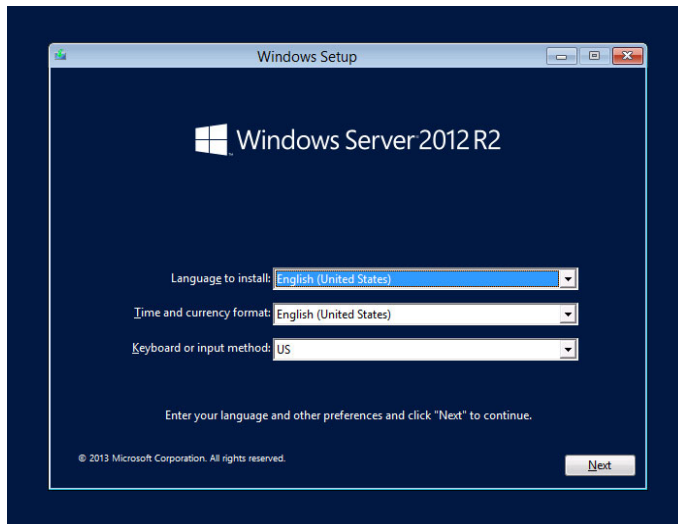 Windows Setup
Windows Server 2012 R2
Language to install: English (United States)
Time and currency format: English (United States)
Keyboard or input method: US
Enter your language and other preferences and click "Next" to continue.
© 2013 Microsoft Corporation. All rights reserved.
Next